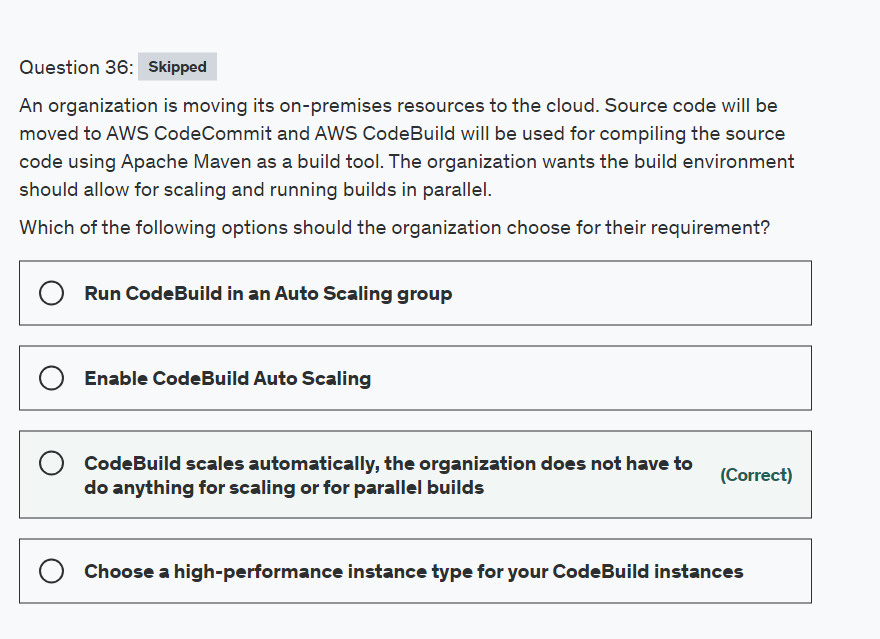 Question 36: Skipped
An organization is moving its on-premises resources to the cloud. Source code will be
moved to AWS CodeCommit and AWS CodeBuild will be used for compiling the source
code using Apache Maven as a build tool. The organization wants the build environment
should allow for scaling and running builds in parallel.
Which of the following options should the organization choose for their requirement?
Run CodeBuild in an Auto Scaling group
Enable CodeBuild Auto Scaling
CodeBuild scales automatically, the organization does not have to
do anything for scaling or for parallel builds
(Correct)
Choose a high-performance instance type for your CodeBuild instances